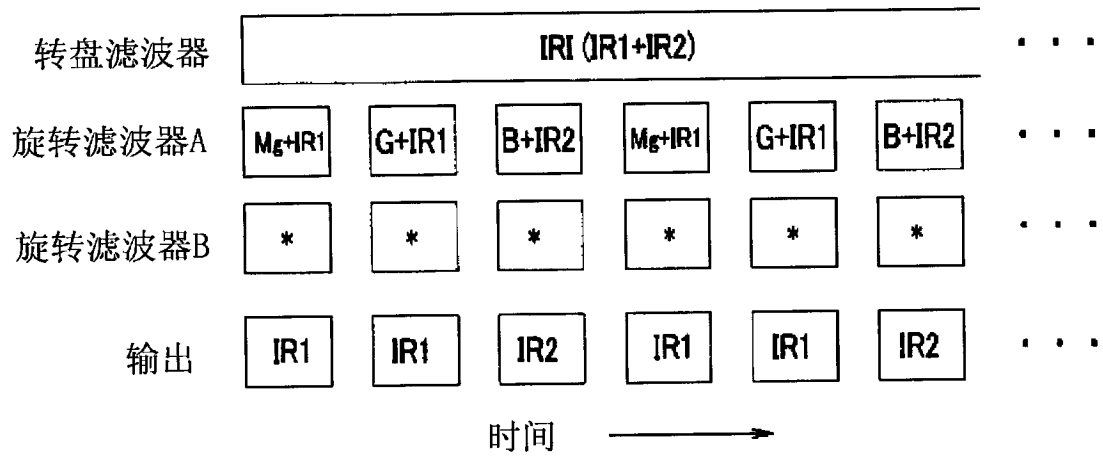 转盘滤波器 IRI (IR1+IR2) · · ·
旋转滤波器A Mg+IR1 G+IR1 B+IR2 Mg+IR1 G+IR1 B+IR2 · · ·
旋转滤波器B * * * * * * · · ·
输出 IR1 IR1 IR2 IR1 IR1 IR2 · · ·
时间